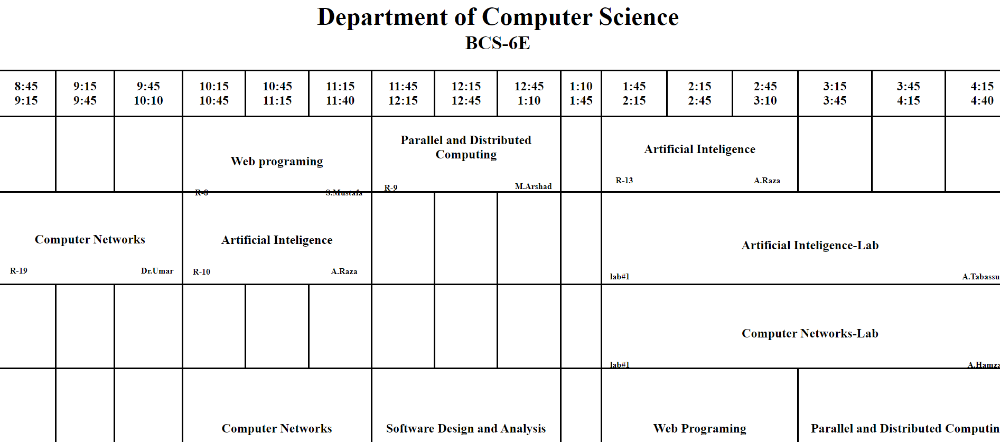 Department of Computer Science
BCS-6E
8:45 9:15 9:45 10:15 10:45 11:15 11:45 12:15 12:45 1:10 1:45 2:15 2:45 3:15 3:45 4:15
9:15 9:45 10:10 10:45 11:15 11:40 12:15 12:45 1:10 1:45 2:15 2:45 3:10 3:45 4:15 4:40
Web programing
R-8 S.Mustafa
Parallel and Distributed
Computing
R-9 M.Arshad
Artificial Inteligence
R-13 A.Raza
Computer Networks
R-19 Dr.Umar
Artificial Inteligence
R-10 A.Raza
Artificial Inteligence-Lab
lab#1 A.Tabassu
Computer Networks-Lab
lab#1 A.Hamza
Computer Networks
Software Design and Analysis
Web Programing
Parallel and Distributed Computin